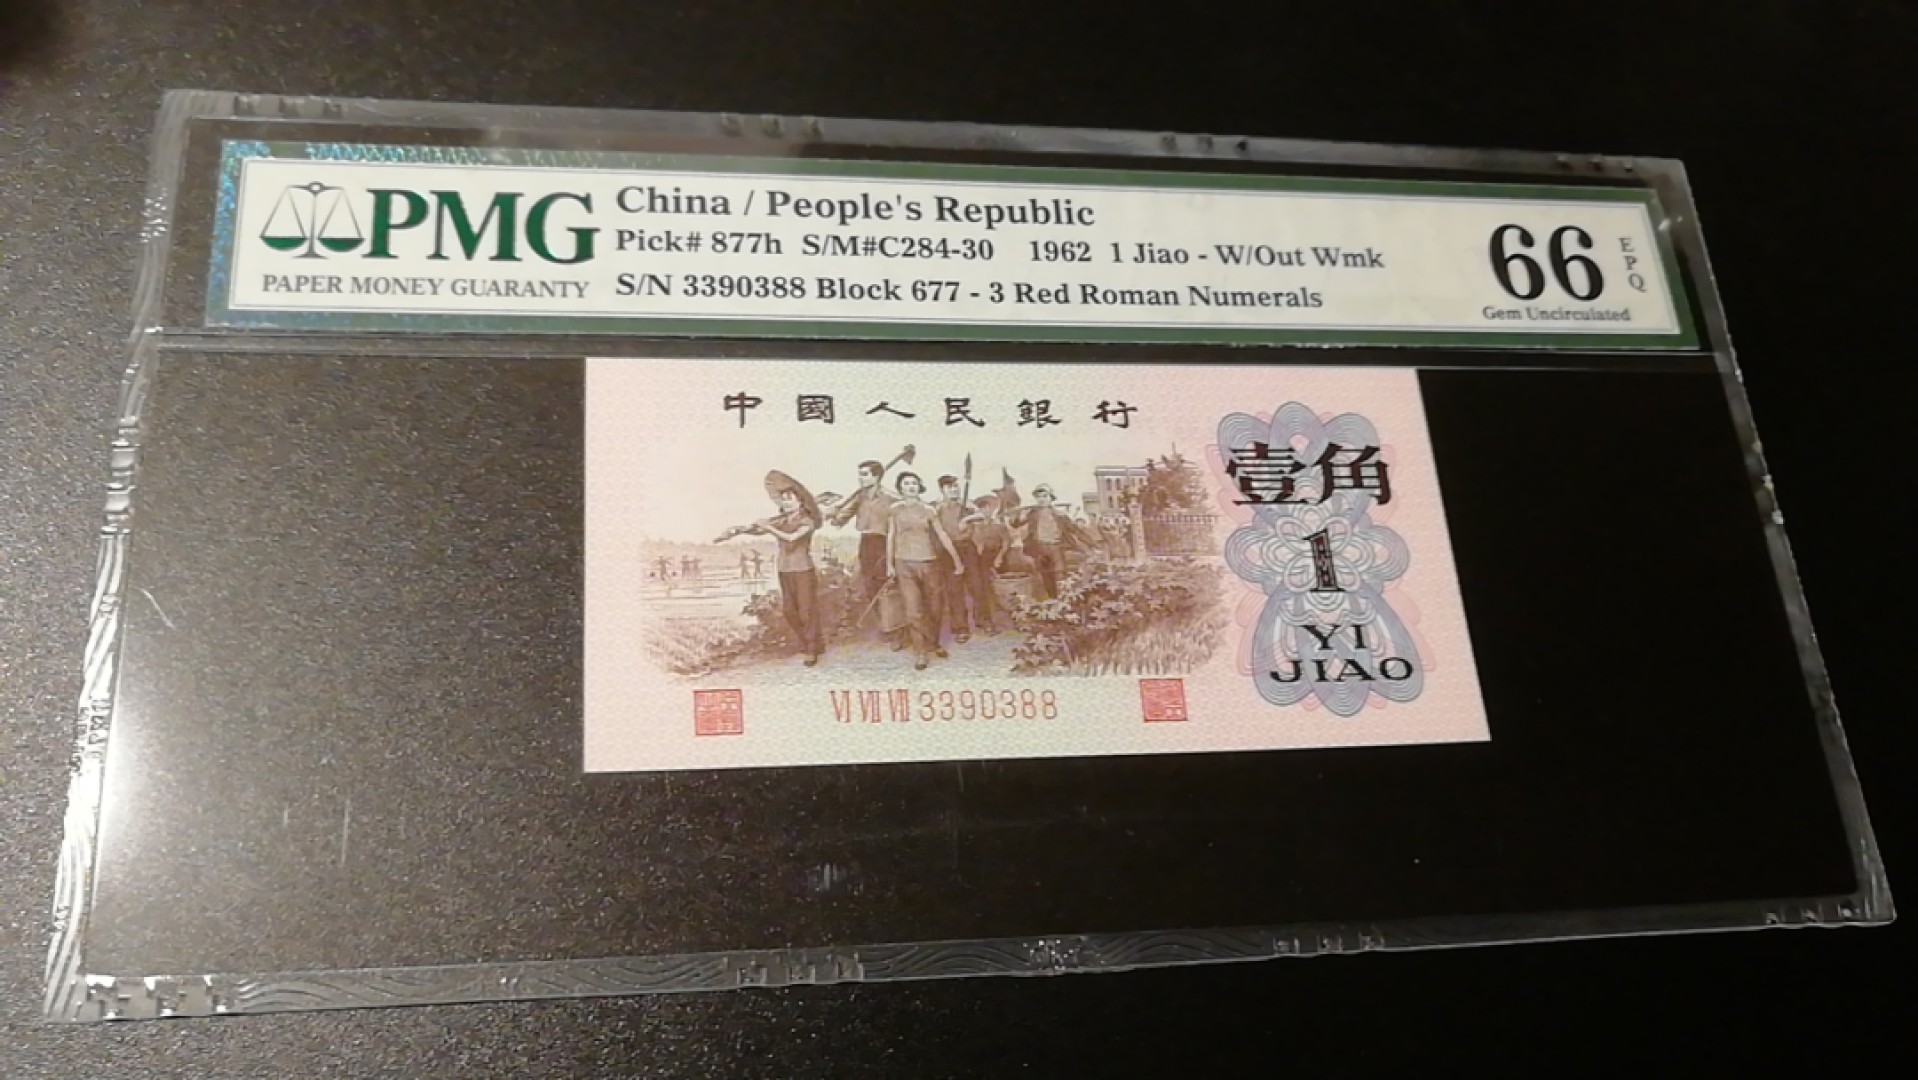 PMG
PAPER MONEY GUARANTY
China / People's Republic
Pick# 877h S/M#C284-30 1962 1 Jiao - W/Out Wmk
S/N 3390388 Block 677 - 3 Red Roman Numerals
66
EPQ
Gem Uncirculated
中國人民銀行
壹角
1
YI
JIAO
VI VII VII 3390388